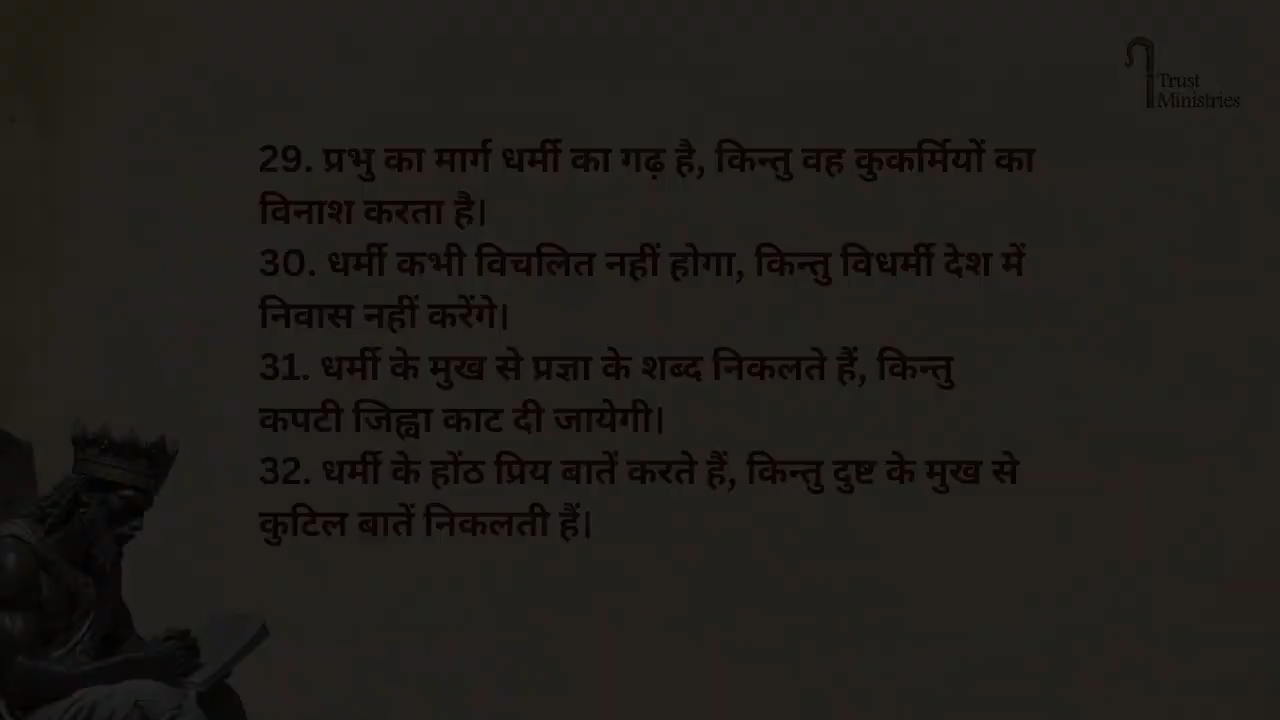 Trust
Ministries
29. प्रभु का मार्ग धर्मी का गढ़ है, किन्तु वह कुकर्मियों का
विनाश करता है।
30. धर्मी कभी विचलित नहीं होगा, किन्तु विधर्मी देश में
निवास नहीं करेंगे।
31. धर्मी के मुख से प्रज्ञा के शब्द निकलते हैं, किन्तु
कपटी जिह्वा काट दी जायेगी।
32. धर्मी के होंठ प्रिय बातें करते हैं, किन्तु दुष्ट के मुख से
कुटिल बातें निकलती हैं।